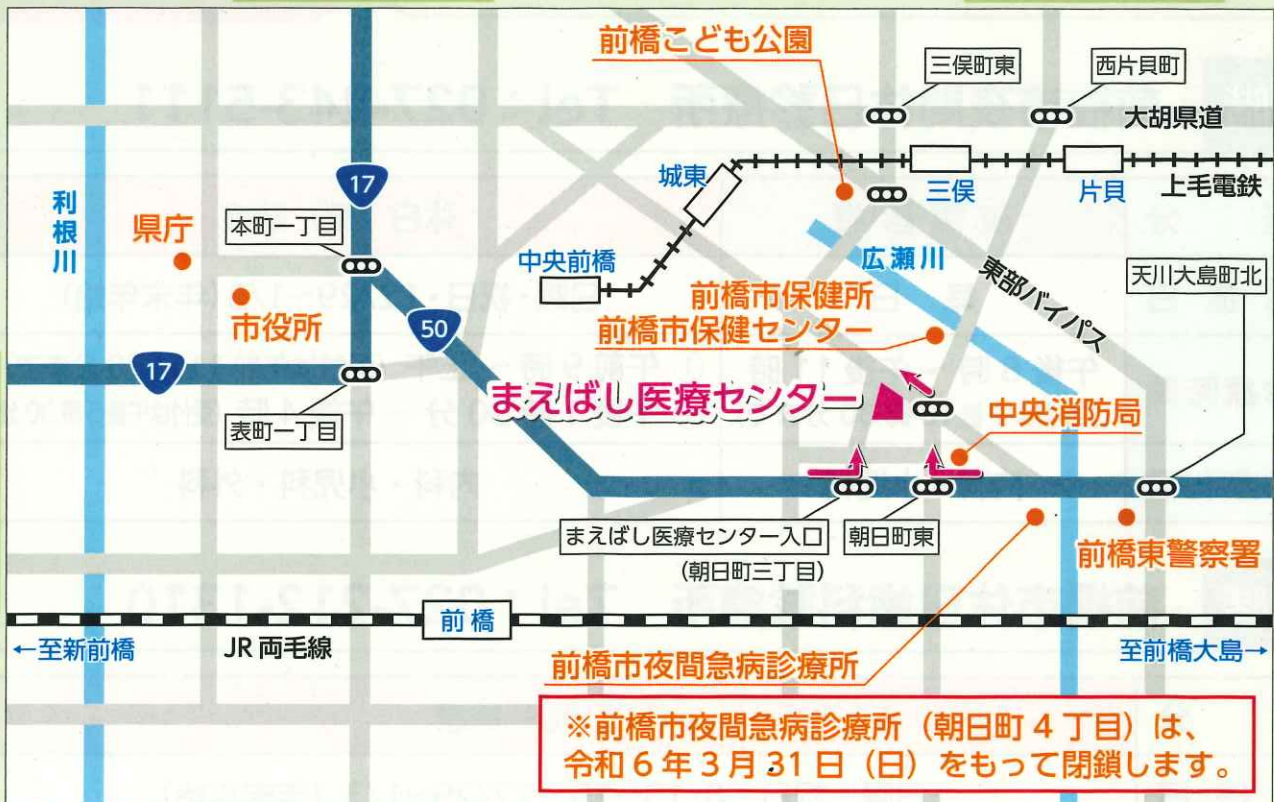 前橋こども公園
三俣町東
西片貝町
大胡県道
17
城東
三俣
片貝
上毛電鉄
利根川
県庁
本町一丁目
中央前橋
広瀬川
東部バイパス
天川大島町北
前橋市保健所
前橋市保健センター
市役所
50
17
まえばし医療センター
表町一丁目
中央消防局
まえばし医療センター入口
(朝日町三丁目)
朝日町東
前橋東警察署
前橋
←至新前橋
JR両毛線
至前橋大島→
前橋市夜間急病診療所
※前橋市夜間急病診療所(朝日町4丁目)は、
令和6年3月31日(日)をもって閉鎖します。